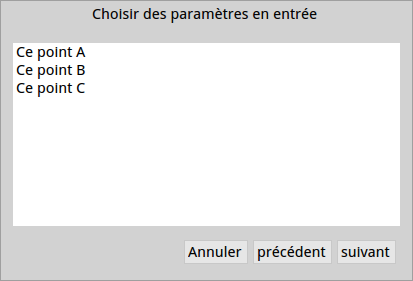 Choisir des paramètres en entrée
Ce point A
Ce point B
Ce point C
Annuler précédent suivant